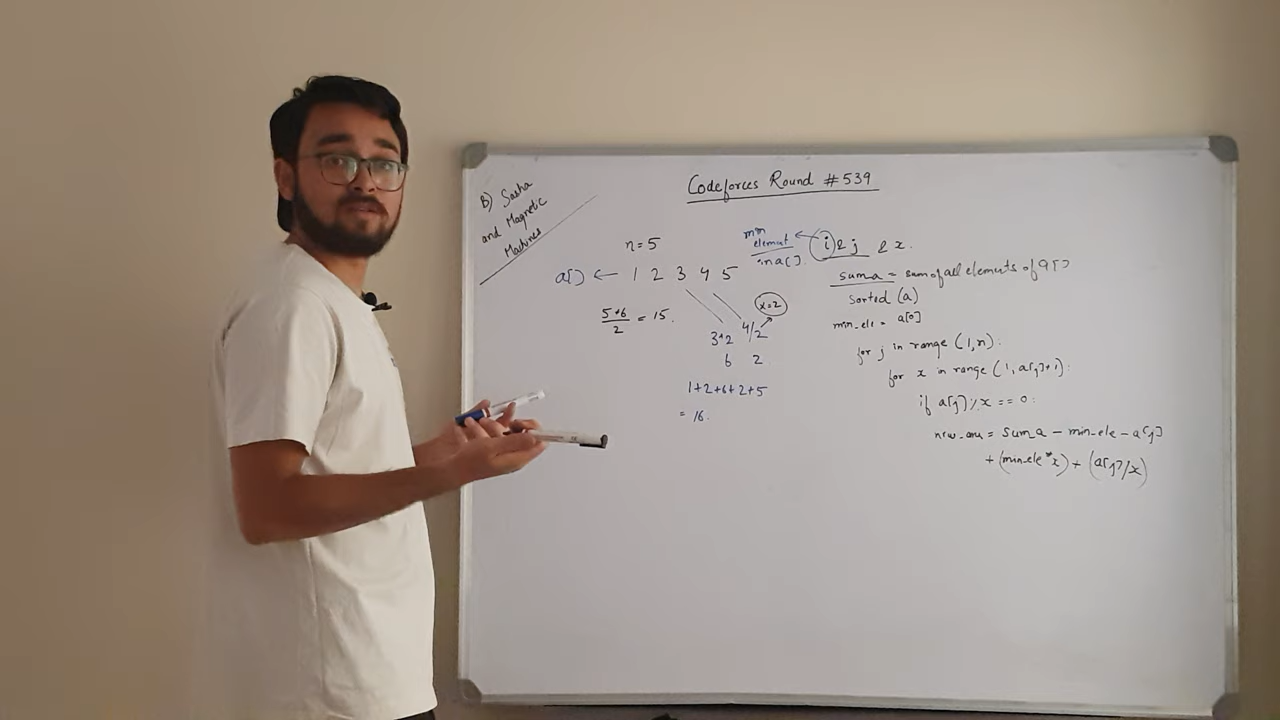 Codeforces Round #539
B) Sasha
and Magnetic
Machines
n=5
a[] ← 1 2 3 4 5
5*6
2
= 15.
3*2 4/2
x=2
6 2
1+2+6+2+5
= 16.
min
element
in a[].
i & j & x.
suma = sum of all elements of a[]
sorted (a)
min_ele = a[0]
for j in range (1,n):
for x in range (1, a[j]+1):
if a[j] % x == 0:
new_ans = suma - min_ele - a[j]
+ (min_ele * x) + (a[j]/x)